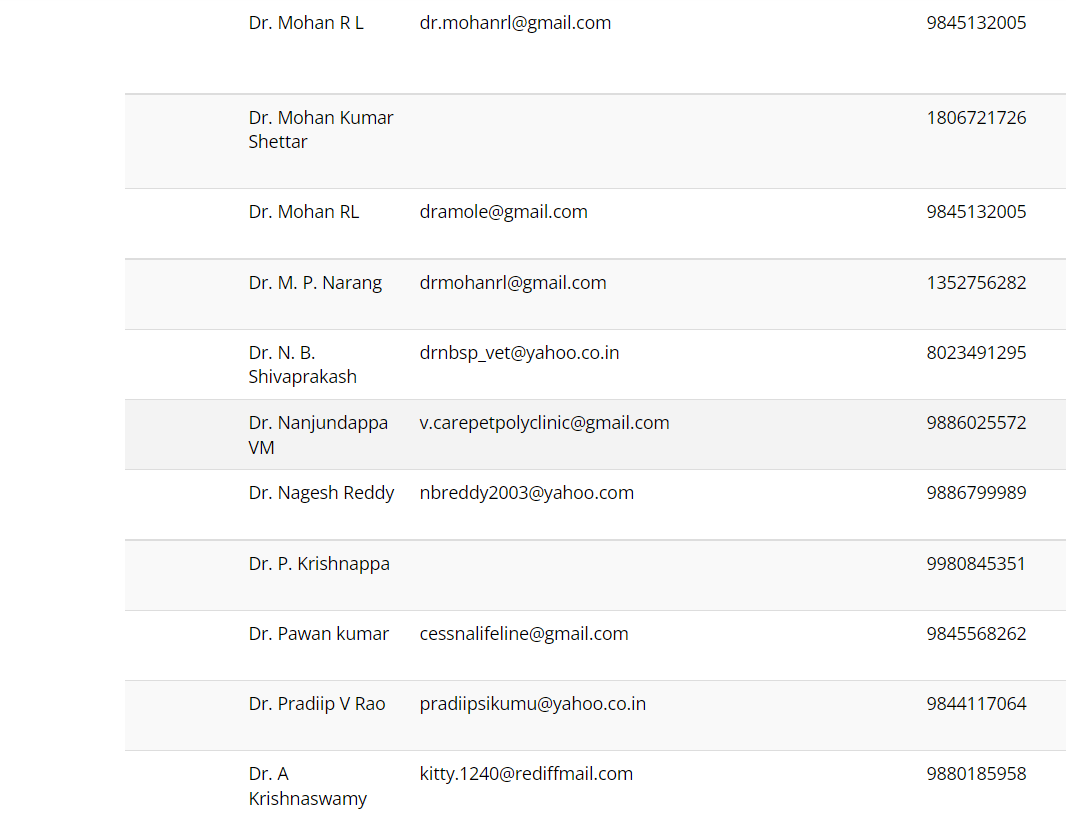 Dr. Mohan R L dr.mohanrl@gmail.com 9845132005
Dr. Mohan Kumar 1806721726
Shettar
Dr. Mohan RL dramole@gmail.com 9845132005
Dr. M. P. Narang drmohanrl@gmail.com 1352756282
Dr. N. B. drnbsp_vet@yahoo.co.in 8023491295
Shivaprakash
Dr. Nanjundappa v.carepetpolyclinic@gmail.com 9886025572
VM
Dr. Nagesh Reddy nbreddy2003@yahoo.com 9886799989
Dr. P. Krishnappa 9980845351
Dr. Pawan kumar cessnalifeline@gmail.com 9845568262
Dr. Pradiip V Rao pradiipsikumu@yahoo.co.in 9844117064
Dr. A kitty.1240@rediffmail.com 9880185958
Krishnaswamy